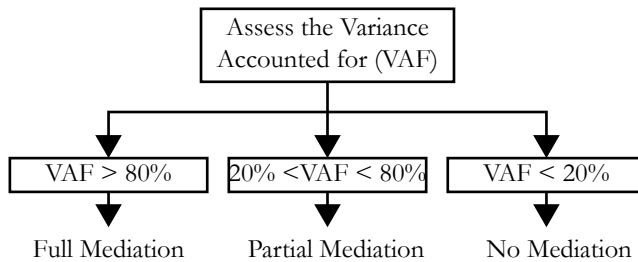 Assess the Variance
Accounted for (VAF)
VAF > 80%
20% <VAF < 80%
VAF < 20%
Full Mediation
Partial Mediation
No Mediation